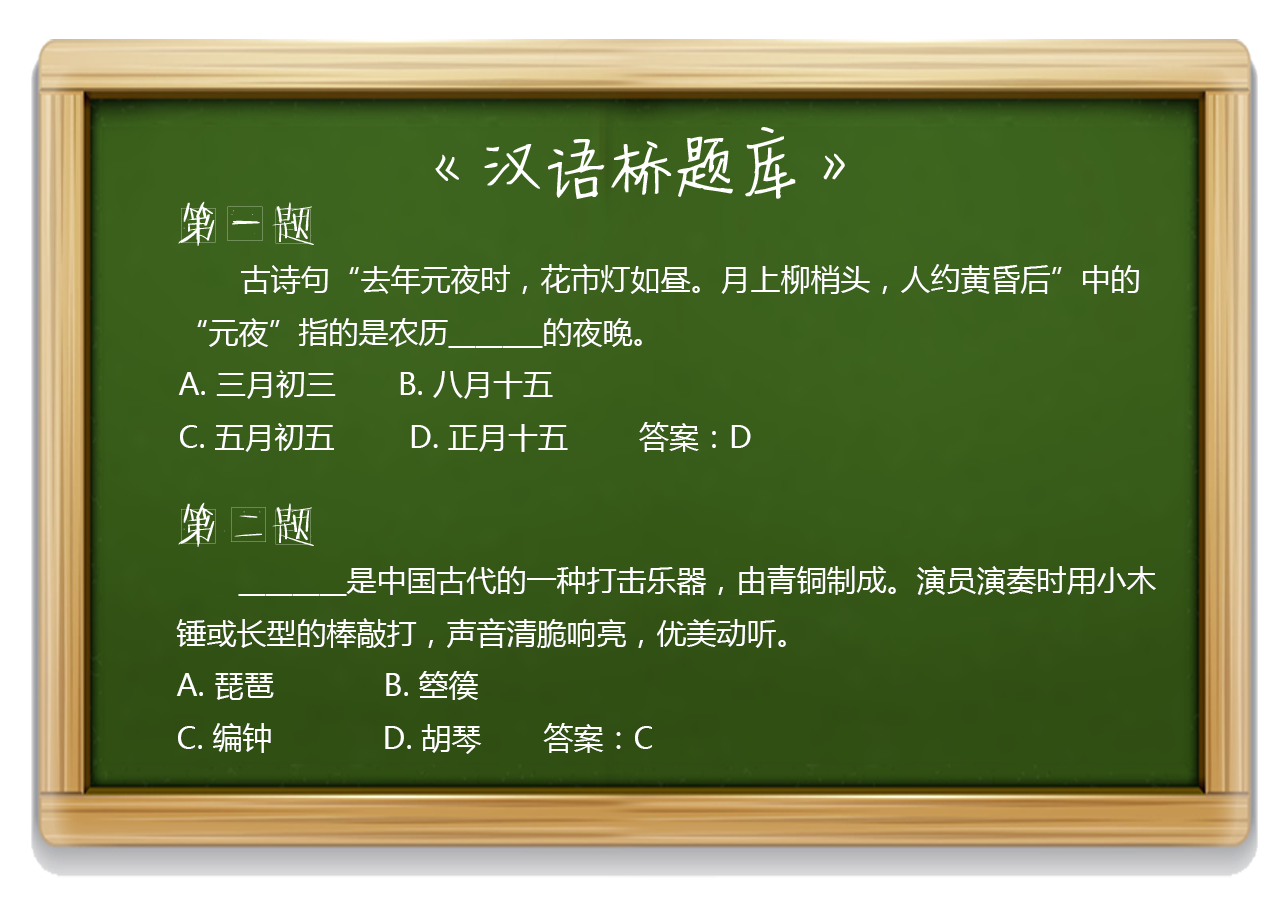 《汉语桥题库》
第一题
古诗句“去年元夜时，花市灯如昼。月上柳梢头，人约黄昏后”中的
“元夜”指的是农历_______的夜晚。
A. 三月初三 B. 八月十五
C. 五月初五 D. 正月十五 答案：D
第二题
________是中国古代的一种打击乐器，由青铜制成。演员演奏时用小木
锤或长型的棒敲打，声音清脆响亮，优美动听。
A. 琵琶 B. 箜篌
C. 编钟 D. 胡琴 答案：C